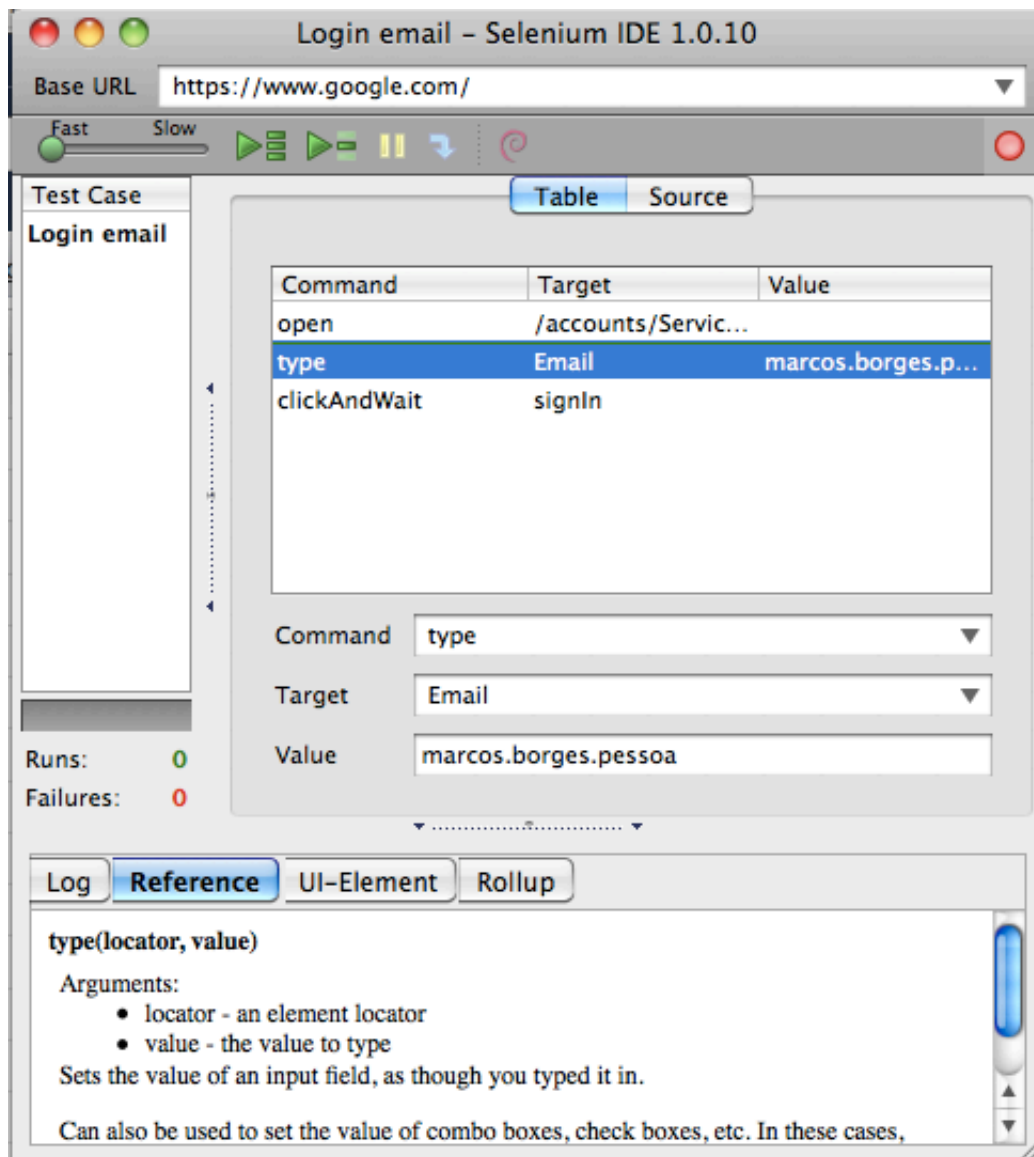 Login email – Selenium IDE 1.0.10
Base URL https://www.google.com/
Fast Slow
Test Case
Login email
Table Source
Command Target Value
open /accounts/Servic...
type Email marcos.borges.p...
clickAndWait signIn
Command type
Target Email
Value marcos.borges.pessoa
Runs: 0
Failures: 0
Log Reference UI-Element Rollup
type(locator, value)
Arguments:
• locator - an element locator
• value - the value to type
Sets the value of an input field, as though you typed it in.
Can also be used to set the value of combo boxes, check boxes, etc. In these cases,